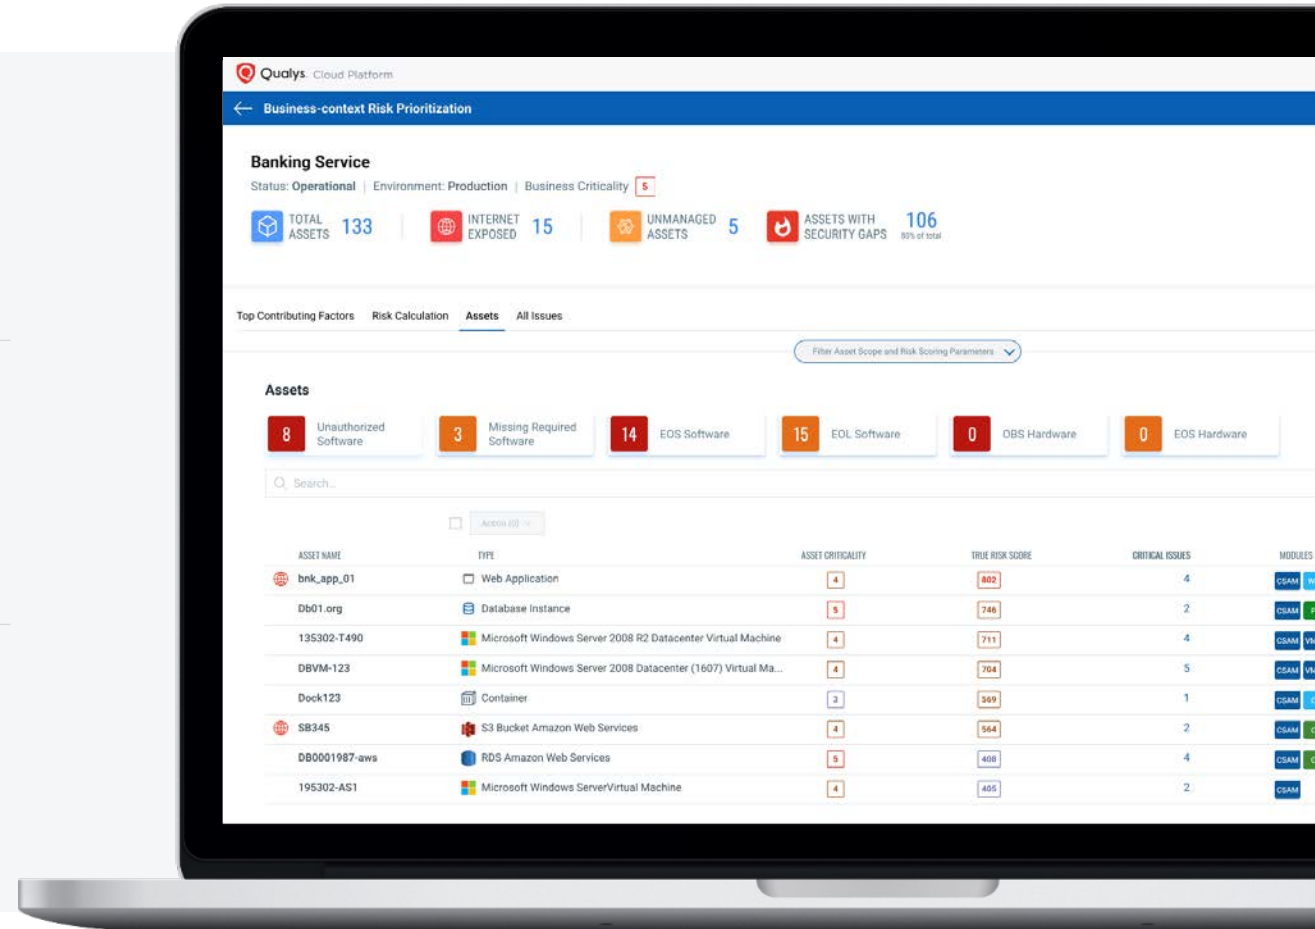 Qualys. Cloud Platform
Business-context Risk Prioritization
Banking Service
Status: Operational | Environment: Production | Business Criticality 5
TOTAL ASSETS 133
INTERNET EXPOSED 15
UNMANAGED ASSETS 5
ASSETS WITH SECURITY GAPS 106
80% of total
Top Contributing Factors Risk Calculation Assets All Issues
Filter Asset Scope and Risk Scoring Parameters
Assets
8 Unauthorized Software
3 Missing Required Software
14 EOS Software
15 EOL Software
0 OBS Hardware
0 EOS Hardware
Search...
Action (0)
ASSET NAME TYPE ASSET CRITICALITY TRUE RISK SCORE CRITICAL ISSUES MODULES
bnk_app_01 Web Application 4 802 4 CSAM W
Db01.org Database Instance 5 746 2 CSAM P
135302-T490 Microsoft Windows Server 2008 R2 Datacenter Virtual Machine 4 711 4 CSAM VM
DBVM-123 Microsoft Windows Server 2008 Datacenter (1607) Virtual Ma... 4 704 5 CSAM VM
Dock123 Container 3 569 1 CSAM C
SB345 S3 Bucket Amazon Web Services 4 564 2 CSAM C
DB0001987-aws RDS Amazon Web Services 5 408 4 CSAM C
195302-AS1 Microsoft Windows ServerVirtual Machine 4 405 2 CSAM